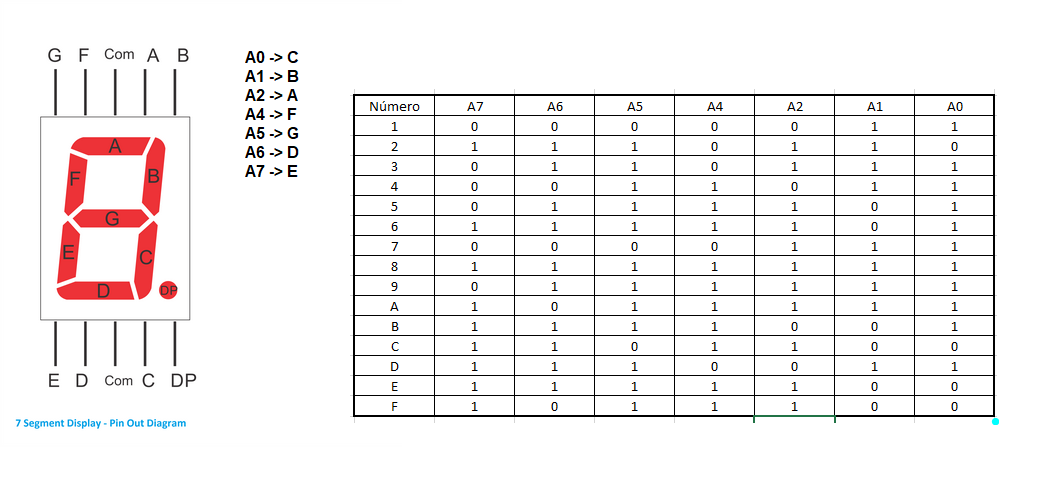 G F Com A B
A
F
B
G
E
C
D
DP
E D Com C DP
7 Segment Display - Pin Out Diagram
A0 -> C
A1 -> B
A2 -> A
A4 -> F
A5 -> G
A6 -> D
A7 -> E
Número A7 A6 A5 A4 A2 A1 A0
1 0 0 0 0 0 1 1
2 1 1 1 0 1 1 0
3 0 1 1 0 1 1 1
4 0 0 1 1 0 1 1
5 0 1 1 1 1 0 1
6 1 1 1 1 1 0 1
7 0 0 0 0 1 1 1
8 1 1 1 1 1 1 1
9 0 1 1 1 1 1 1
A 1 0 1 1 1 1 1
B 1 1 1 1 0 0 1
C 1 1 0 1 1 0 0
D 1 1 1 0 0 1 1
E 1 1 1 1 1 0 0
F 1 0 1 1 1 0 0